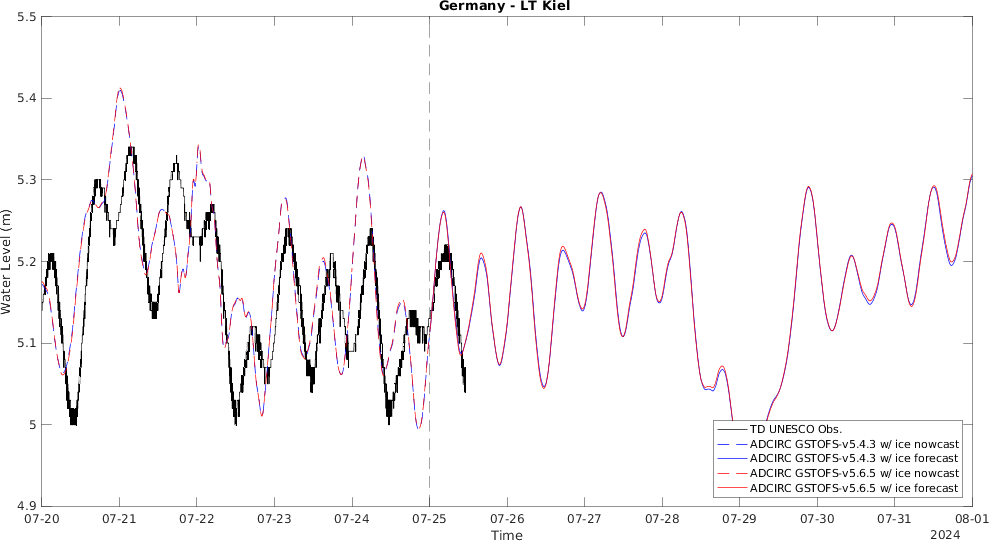 Germany - LT Kiel
5.5
5.4
5.3
5.2
5.1
5
4.9
Water Level (m)
TD UNESCO Obs.
ADCIRC GSTOFS-v5.4.3 w/ ice nowcast
ADCIRC GSTOFS-v5.4.3 w/ ice forecast
ADCIRC GSTOFS-v5.6.5 w/ ice nowcast
ADCIRC GSTOFS-v5.6.5 w/ ice forecast
07-20 07-21 07-22 07-23 07-24 07-25 07-26 07-27 07-28 07-29 07-30 07-31 08-01
Time
2024